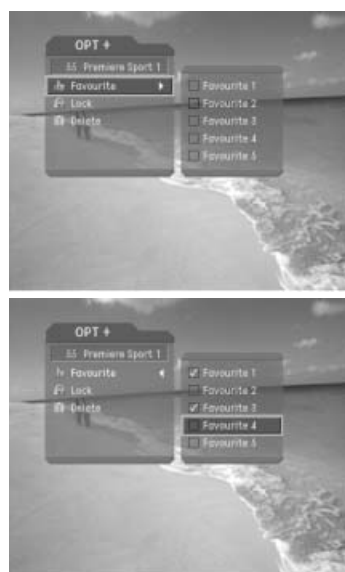 OPT +
55 Premiere Sport 1
Favourite
Lock
Delete
Favourite 1
Favourite 2
Favourite 3
Favourite 4
Favourite 5
OPT +
55 Premiere Sport 1
Favourite
Lock
Delete
Favourite 1
Favourite 2
Favourite 3
Favourite 4
Favourite 5